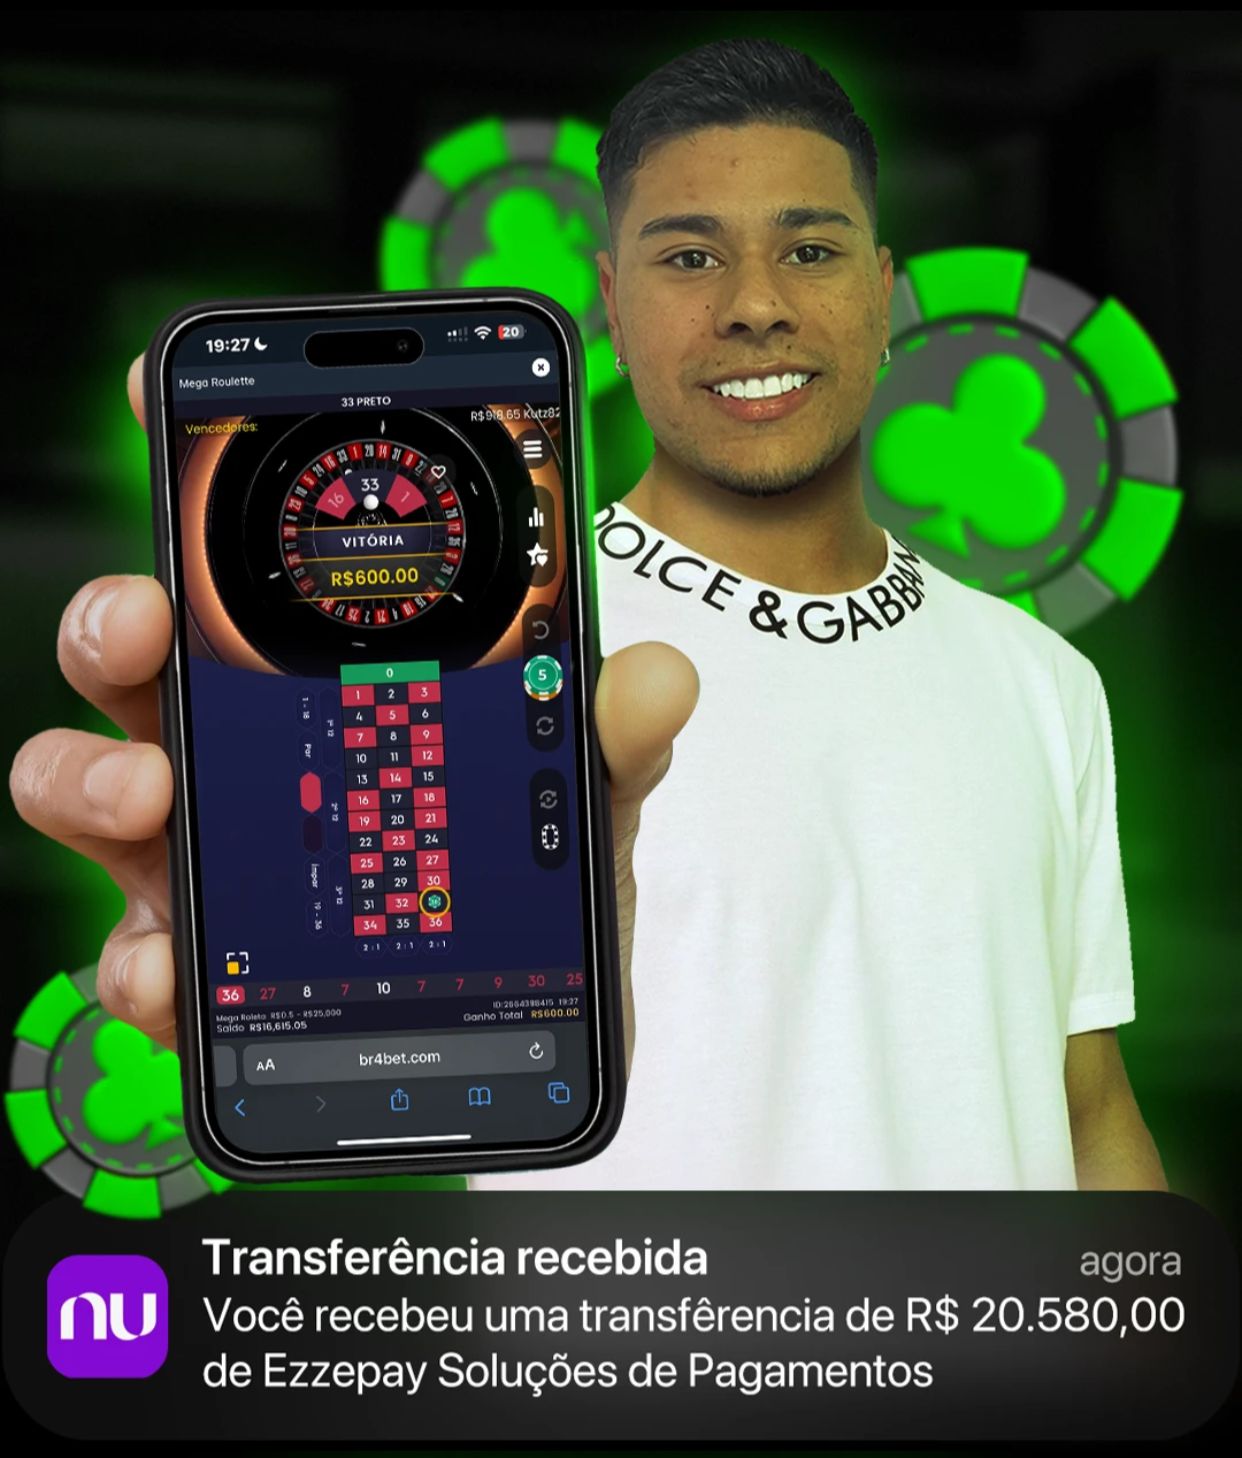 19:27
20
Mega Roulette
33 PRETO
Vencedores:
R$918.65 Kutz82
16 33 1
VITÓRIA
R$600.00
5
0
1 2 3
4 5 6
7 8 9
10 11 12
13 14 15
16 17 18
19 20 21
22 23 24
25 26 27
28 29 30
31 32
34 35 36
2:1 2:1 2:1
1 - 18
Par
Ímpar
19 - 36
1º 12
2º 12
3º 12
36 27 8 7 10 7 7 9 30 25
Mega Roleta R$0.5 - R$25,000
Saldo R$16,615.05
ID:2664398415 19:27
Ganho Total R$600.00
AA br4bet.com
DOLCE & GABBAN
nu
Transferência recebida
agora
Você recebeu uma transfêrencia de R$ 20.580,00
de Ezzepay Soluções de Pagamentos